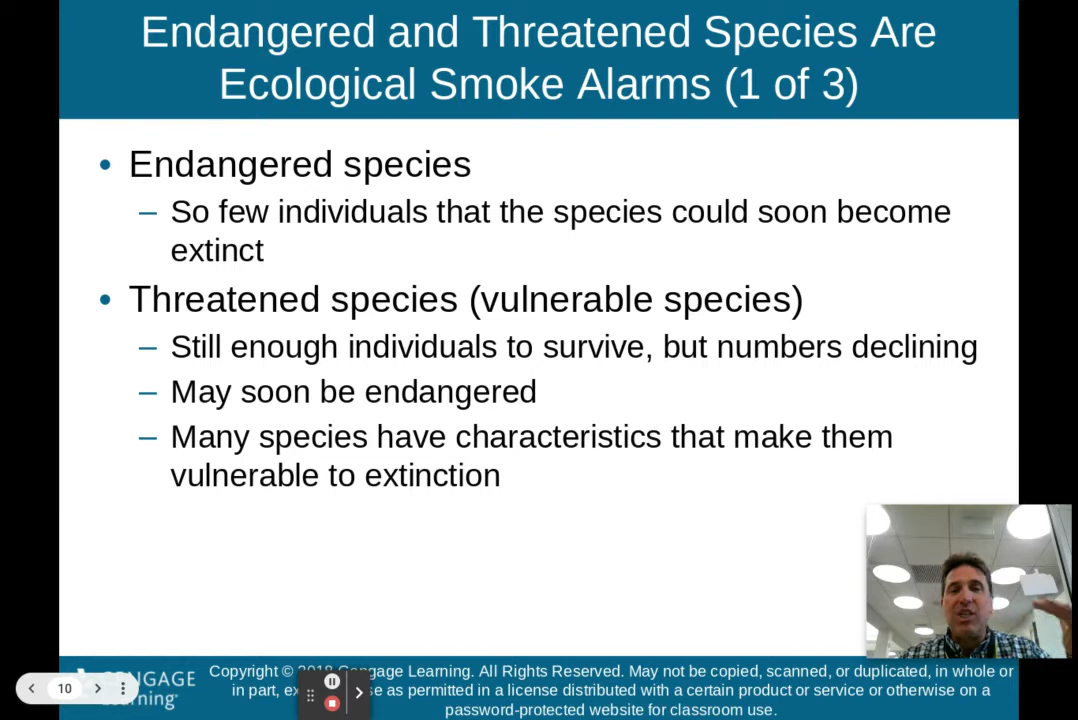 Endangered and Threatened Species Are
Ecological Smoke Alarms (1 of 3)
• Endangered species
– So few individuals that the species could soon become
extinct
• Threatened species (vulnerable species)
– Still enough individuals to survive, but numbers declining
– May soon be endangered
– Many species have characteristics that make them
vulnerable to extinction
CENGAGE
Learning
10
Copyright © 2018 Cengage Learning. All Rights Reserved. May not be copied, scanned, or duplicated, in whole or
in part, as permitted in a license distributed with a certain product or service or otherwise on a
password-protected website for classroom use.